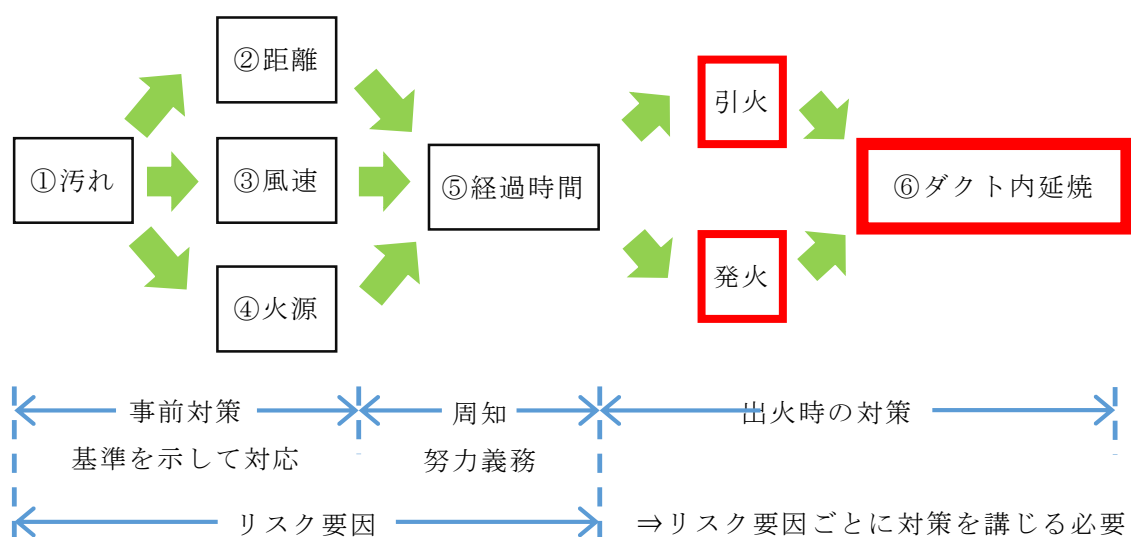 ①汚れ
②距離
③風速
④火源
⑤経過時間
引火
発火
⑥ダクト内延焼
事前対策
基準を示して対応
周知
努力義務
出火時の対策
リスク要因
⇒リスク要因ごとに対策を講じる必要